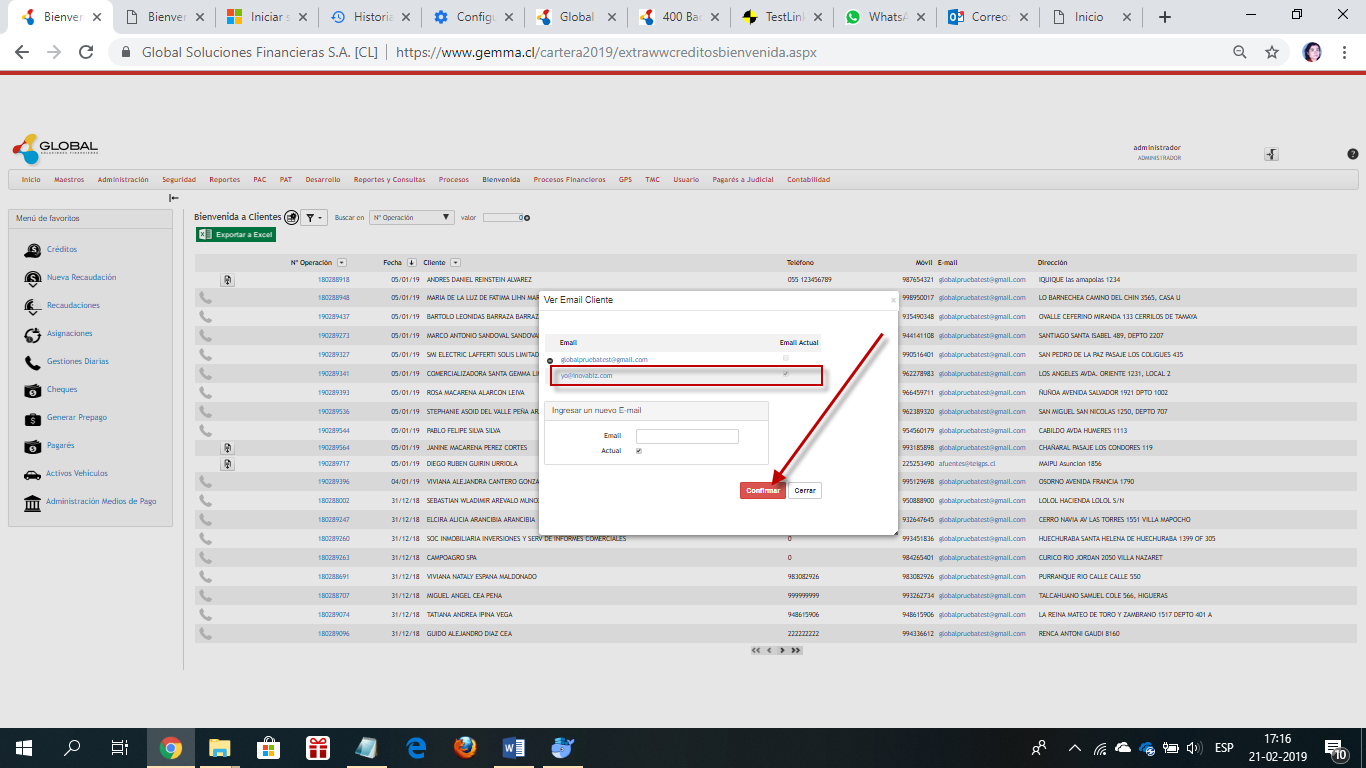 Bienver
Bienver
Iniciar s
Historia
Configu
Global
400 Bad
TestLin
WhatsA
Correo:
Inicio
Global Soluciones Financieras S.A. [CL] https://www.gemma.cl/cartera2019/extrawwcreditosbienvenida.aspx
GLOBAL
SOLUCIONES FINANCIERAS
administrador
ADMINISTRADOR
Inicio Maestros Administración Seguridad Reportes PAC PAT Desarrollo Reportes y Consultas Procesos Bienvenida Procesos Financieros GPS TMC Usuario Pagarés a Judicial Contabilidad
Menú de favoritos
Créditos
Nueva Recaudación
Recaudaciones
Asignaciones
Gestiones Diarias
Cheques
Generar Prepago
Pagarés
Activos Vehículos
Administración Medios de Pago
Bienvenida a Clientes Buscar en N° Operación valor 0
Exportar a Excel
N° Operación Fecha Cliente Teléfono Móvil E-mail Dirección
180288918 05/01/19 ANDRES DANIEL REINSTEIN ALVAREZ 055 123456789 987654321 globalpruebatest@gmail.com IQUIQUE las amapolas 1234
180288948 05/01/19 MARIA DE LA LUZ DE FATIMA LIHN MAR 998950017 globalpruebatest@gmail.com LO BARNECHEA CAMINO DEL CHIN 3565, CASA U
190289437 05/01/19 BARTOLO LEONIDAS BARRAZA BARRAZ 935490348 globalpruebatest@gmail.com OVALLE CEFERINO MIRANDA 133 CERRILOS DE TAMAYA
190289273 05/01/19 MARCO ANTONIO SANDOVAL SANDOVA 944141108 globalpruebatest@gmail.com SANTIAGO SANTA ISABEL 489, DEPTO 2207
190289327 05/01/19 SMI ELECTRIC LAFFERTI SOLIS LIMITAD 990516401 globalpruebatest@gmail.com SAN PEDRO DE LA PAZ PASAJE LOS COLIGUES 435
190289341 05/01/19 COMERCIALIZADORA SANTA GEMMA LI 962278983 globalpruebatest@gmail.com LOS ANGELES AVDA. ORIENTE 1231, LOCAL 2
190289393 05/01/19 ROSA MACARENA ALARCON LEIVA 966459711 globalpruebatest@gmail.com ÑUÑOA AVENIDA SALVADOR 1921 DPTO 1002
190289536 05/01/19 STEPHANIE ASOID DEL VALLE PEÑA AR 962389320 globalpruebatest@gmail.com SAN MIGUEL SAN NICOLAS 1250, DEPTO 707
190289544 05/01/19 PABLO FELIPE SILVA SILVA 954560179 globalpruebatest@gmail.com CABILDO AVDA HUMERES 1113
190289564 05/01/19 JANINE MACARENA PEREZ CORTES 993185898 globalpruebatest@gmail.com CHAÑARAL PASAJE LOS CONDORES 119
190289717 05/01/19 DIEGO RUBEN GUIRIN URRIOLA 225253490 afuentes@telgps.cl MAIPU Asuncion 1856
190289396 04/01/19 VIVIANA ALEJANDRA CANTERO GONZA 995129698 globalpruebatest@gmail.com OSORNO AVENIDA FRANCIA 1790
180288002 31/12/18 SEBASTIAN WLADIMIR AREVALO MUNO 950888900 globalpruebatest@gmail.com LOLOL HACIENDA LOLOL S/N
180289247 31/12/18 ELCIRA ALICIA ARANCIBIA ARANCIBIA 932647645 globalpruebatest@gmail.com CERRO NAVIA AV LAS TORRES 1551 VILLA MAPOCHO
180289260 31/12/18 SOC INMOBILIARIA INVERSIONES Y SERV DE INFORMES COMERCIALES 0 993451836 globalpruebatest@gmail.com HUECHURABA SANTA HELENA DE HUECHURABA 1399 OF 305
180289263 31/12/18 CAMPOAGRO SPA 0 984265401 globalpruebatest@gmail.com CURICO RIO JORDAN 2050 VILLA NAZARET
180288691 31/12/18 VIVIANA NATALY ESPANA MALDONADO 983082926 983082926 globalpruebatest@gmail.com PURRANQUE RIO CALLE CALLE 550
180288707 31/12/18 MIGUEL ANGEL CEA PENA 999999999 993262734 globalpruebatest@gmail.com TALCAHUANO SAMUEL COLE 566, HIGUERAS
180289074 31/12/18 TATIANA ANDREA IPINA VEGA 948615906 948615906 globalpruebatest@gmail.com LA REINA MATEO DE TORO Y ZAMBRANO 1517 DEPTO 401 A
180289096 31/12/18 GUIDO ALEJANDRO DIAZ CEA 222222222 994336612 globalpruebatest@gmail.com RENCA ANTONI GAUDI 8160
Ver Email Cliente
Email Email Actual
globalpruebatest@gmail.com
yo@inovabiz.com
Ingresar un nuevo E-mail
Email
Actual
Confirmar Cerrar
ESP
17:16
21-02-2019
10